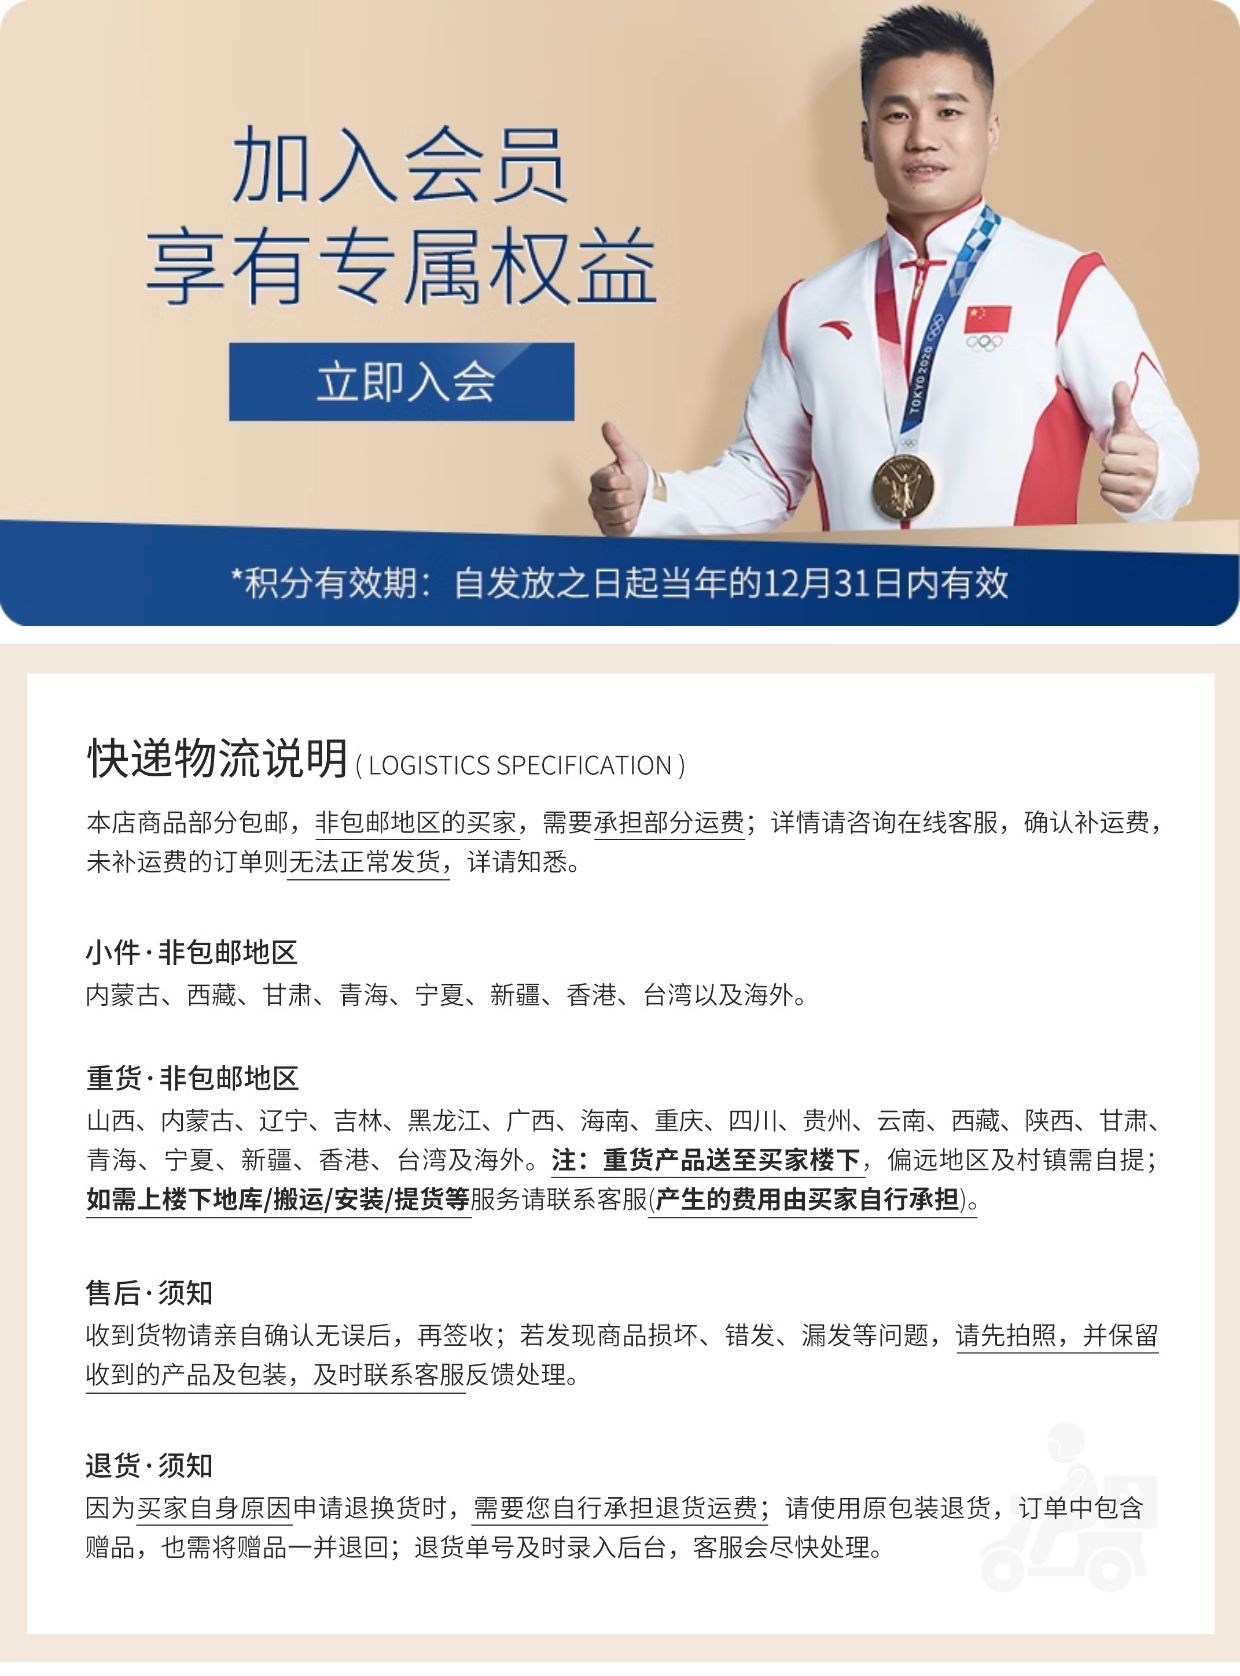 加入会员
享有专属权益
立即入会
TOKYO 2020
*积分有效期：自发放之日起当年的12月31日内有效
快递物流说明 ( LOGISTICS SPECIFICATION )
本店商品部分包邮，非包邮地区的买家，需要承担部分运费；详情请咨询在线客服，确认补运费，
未补运费的订单则无法正常发货，详请知悉。
小件·非包邮地区
内蒙古、西藏、甘肃、青海、宁夏、新疆、香港、台湾以及海外。
重货·非包邮地区
山西、内蒙古、辽宁、吉林、黑龙江、广西、海南、重庆、四川、贵州、云南、西藏、陕西、甘肃、
青海、宁夏、新疆、香港、台湾及海外。注：重货产品送至买家楼下，偏远地区及村镇需自提；
如需上楼下地库/搬运/安装/提货等服务请联系客服(产生的费用由买家自行承担)。
售后·须知
收到货物请亲自确认无误后，再签收；若发现商品损坏、错发、漏发等问题，请先拍照，并保留
收到的产品及包装，及时联系客服反馈处理。
退货·须知
因为买家自身原因申请退换货时，需要您自行承担退货运费；请使用原包装退货，订单中包含
赠品，也需将赠品一并退回；退货单号及时录入后台，客服会尽快处理。